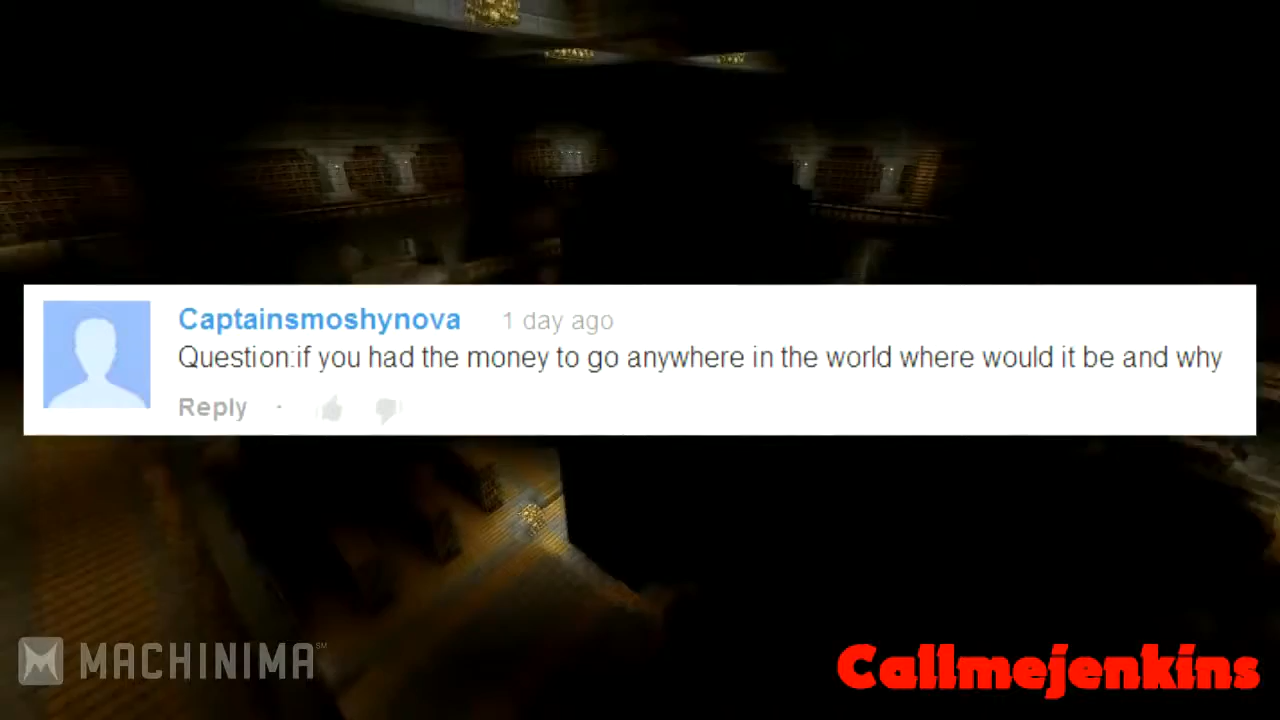 Captainsmoshynova 1 day ago
Question:if you had the money to go anywhere in the world where would it be and why
Reply ·
MACHINIMA SM
Callmejenkins